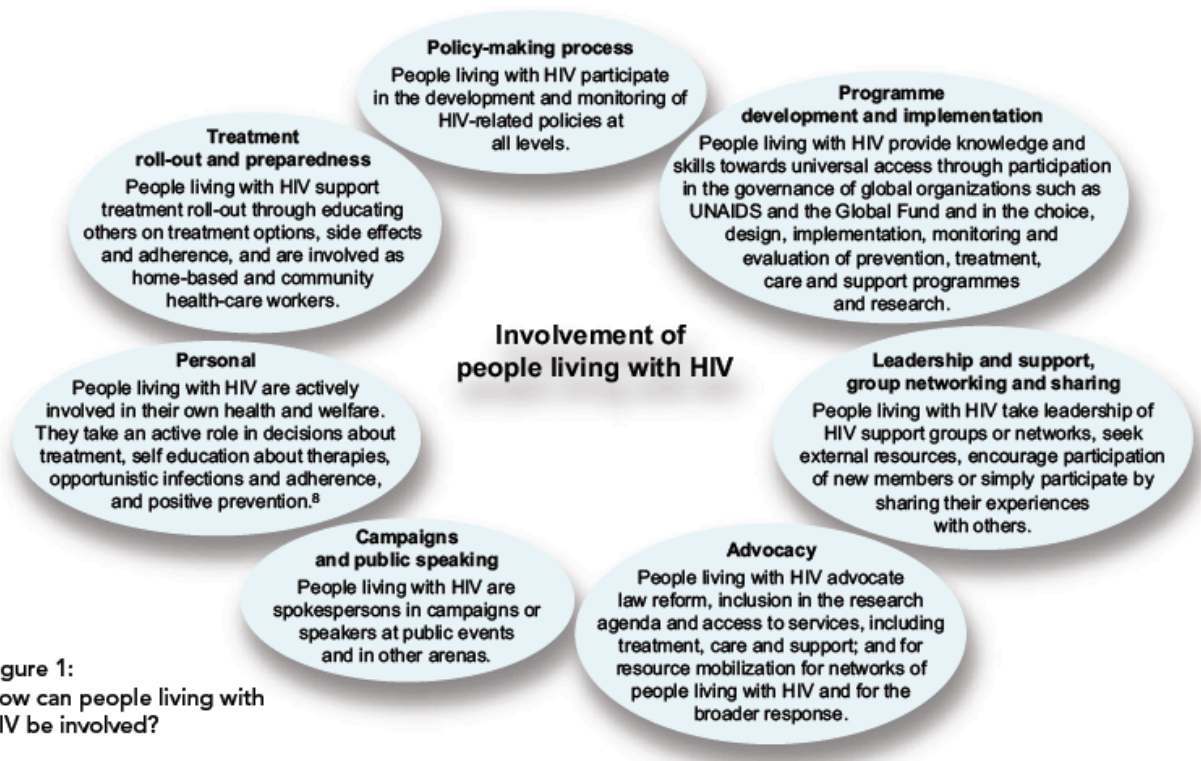 Policy-making process
People living with HIV participate
in the development and monitoring of
HIV-related policies at
all levels.
Programme
development and implementation
People living with HIV provide knowledge and
skills towards universal access through participation
in the governance of global organizations such as
UNAIDS and the Global Fund and in the choice,
design, implementation, monitoring and
evaluation of prevention, treatment,
care and support programmes
and research.
Treatment
roll-out and preparedness
People living with HIV support
treatment roll-out through educating
others on treatment options, side effects
and adherence, and are involved as
home-based and community
health-care workers.
Involvement of
people living with HIV
Personal
People living with HIV are actively
involved in their own health and welfare.
They take an active role in decisions about
treatment, self education about therapies,
opportunistic infections and adherence,
and positive prevention.⁸
Leadership and support,
group networking and sharing
People living with HIV take leadership of
HIV support groups or networks, seek
external resources, encourage participation
of new members or simply participate by
sharing their experiences
with others.
Campaigns
and public speaking
People living with HIV are
spokespersons in campaigns or
speakers at public events
and in other arenas.
Advocacy
People living with HIV advocate
law reform, inclusion in the research
agenda and access to services, including
treatment, care and support; and for
resource mobilization for networks of
people living with HIV and for the
broader response.
gure 1:
ow can people living with
IV be involved?